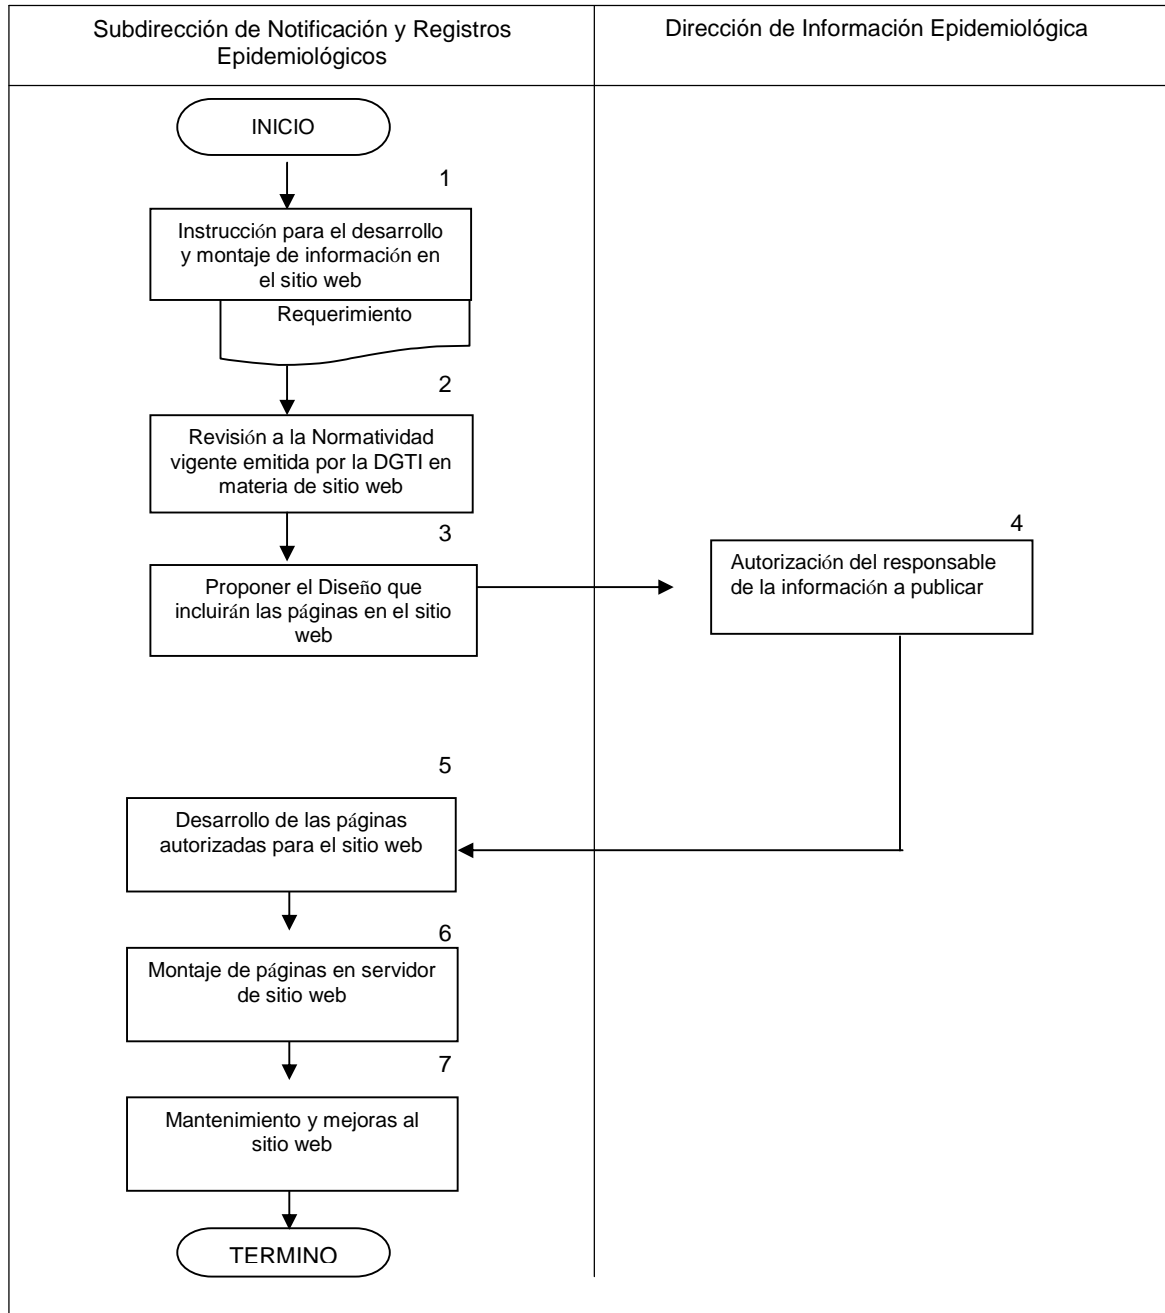 Subdirección de Notificación y Registros
Epidemiológicos
Dirección de Información Epidemiológica
INICIO
1
Instrucción para el desarrollo
y montaje de información en
el sitio web
Requerimiento
2
Revisión a la Normatividad
vigente emitida por la DGTI en
materia de sitio web
3
Proponer el Diseño que
incluirán las páginas en el sitio
web
4
Autorización del responsable
de la información a publicar
5
Desarrollo de las páginas
autorizadas para el sitio web
6
Montaje de páginas en servidor
de sitio web
7
Mantenimiento y mejoras al
sitio web
TERMINO